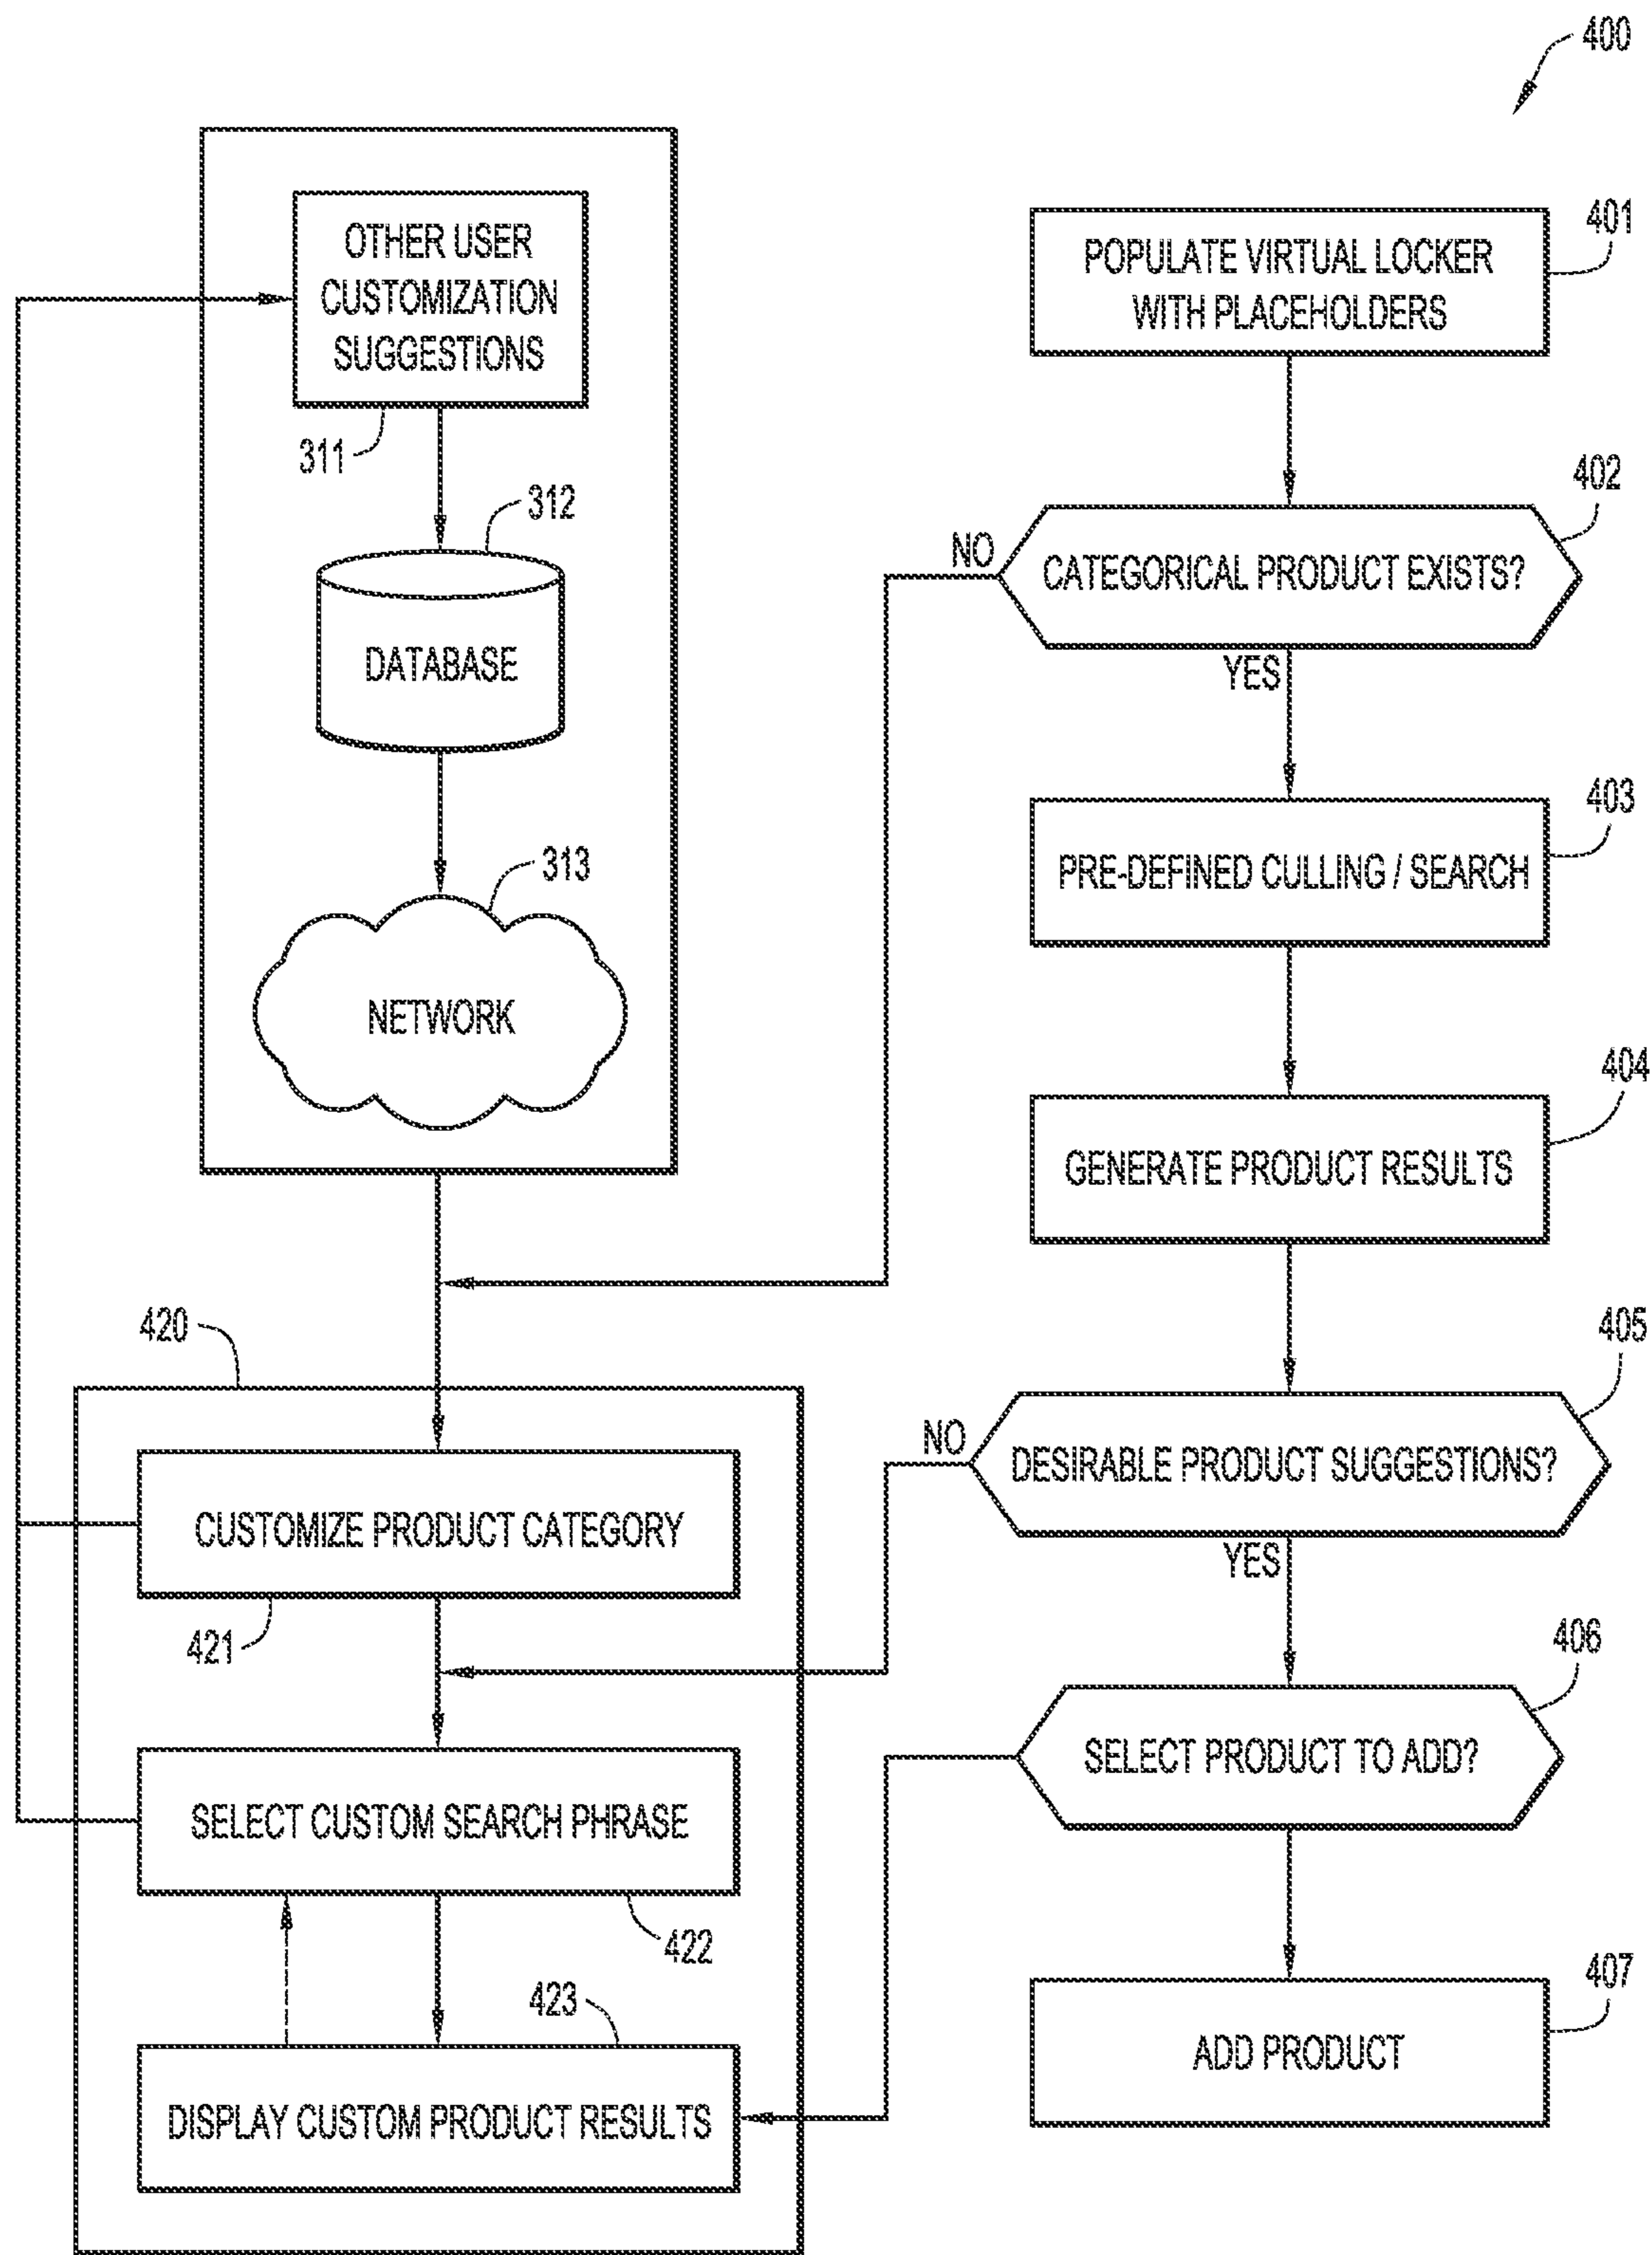 400
OTHER USER
CUSTOMIZATION
SUGGESTIONS
311
312
DATABASE
313
NETWORK
POPULATE VIRTUAL LOCKER
WITH PLACEHOLDERS
401
402
NO
CATEGORICAL PRODUCT EXISTS?
YES
403
PRE-DEFINED CULLING / SEARCH
404
GENERATE PRODUCT RESULTS
405
NO
DESIRABLE PRODUCT SUGGESTIONS?
YES
406
SELECT PRODUCT TO ADD?
407
ADD PRODUCT
420
CUSTOMIZE PRODUCT CATEGORY
421
SELECT CUSTOM SEARCH PHRASE
422
423
DISPLAY CUSTOM PRODUCT RESULTS